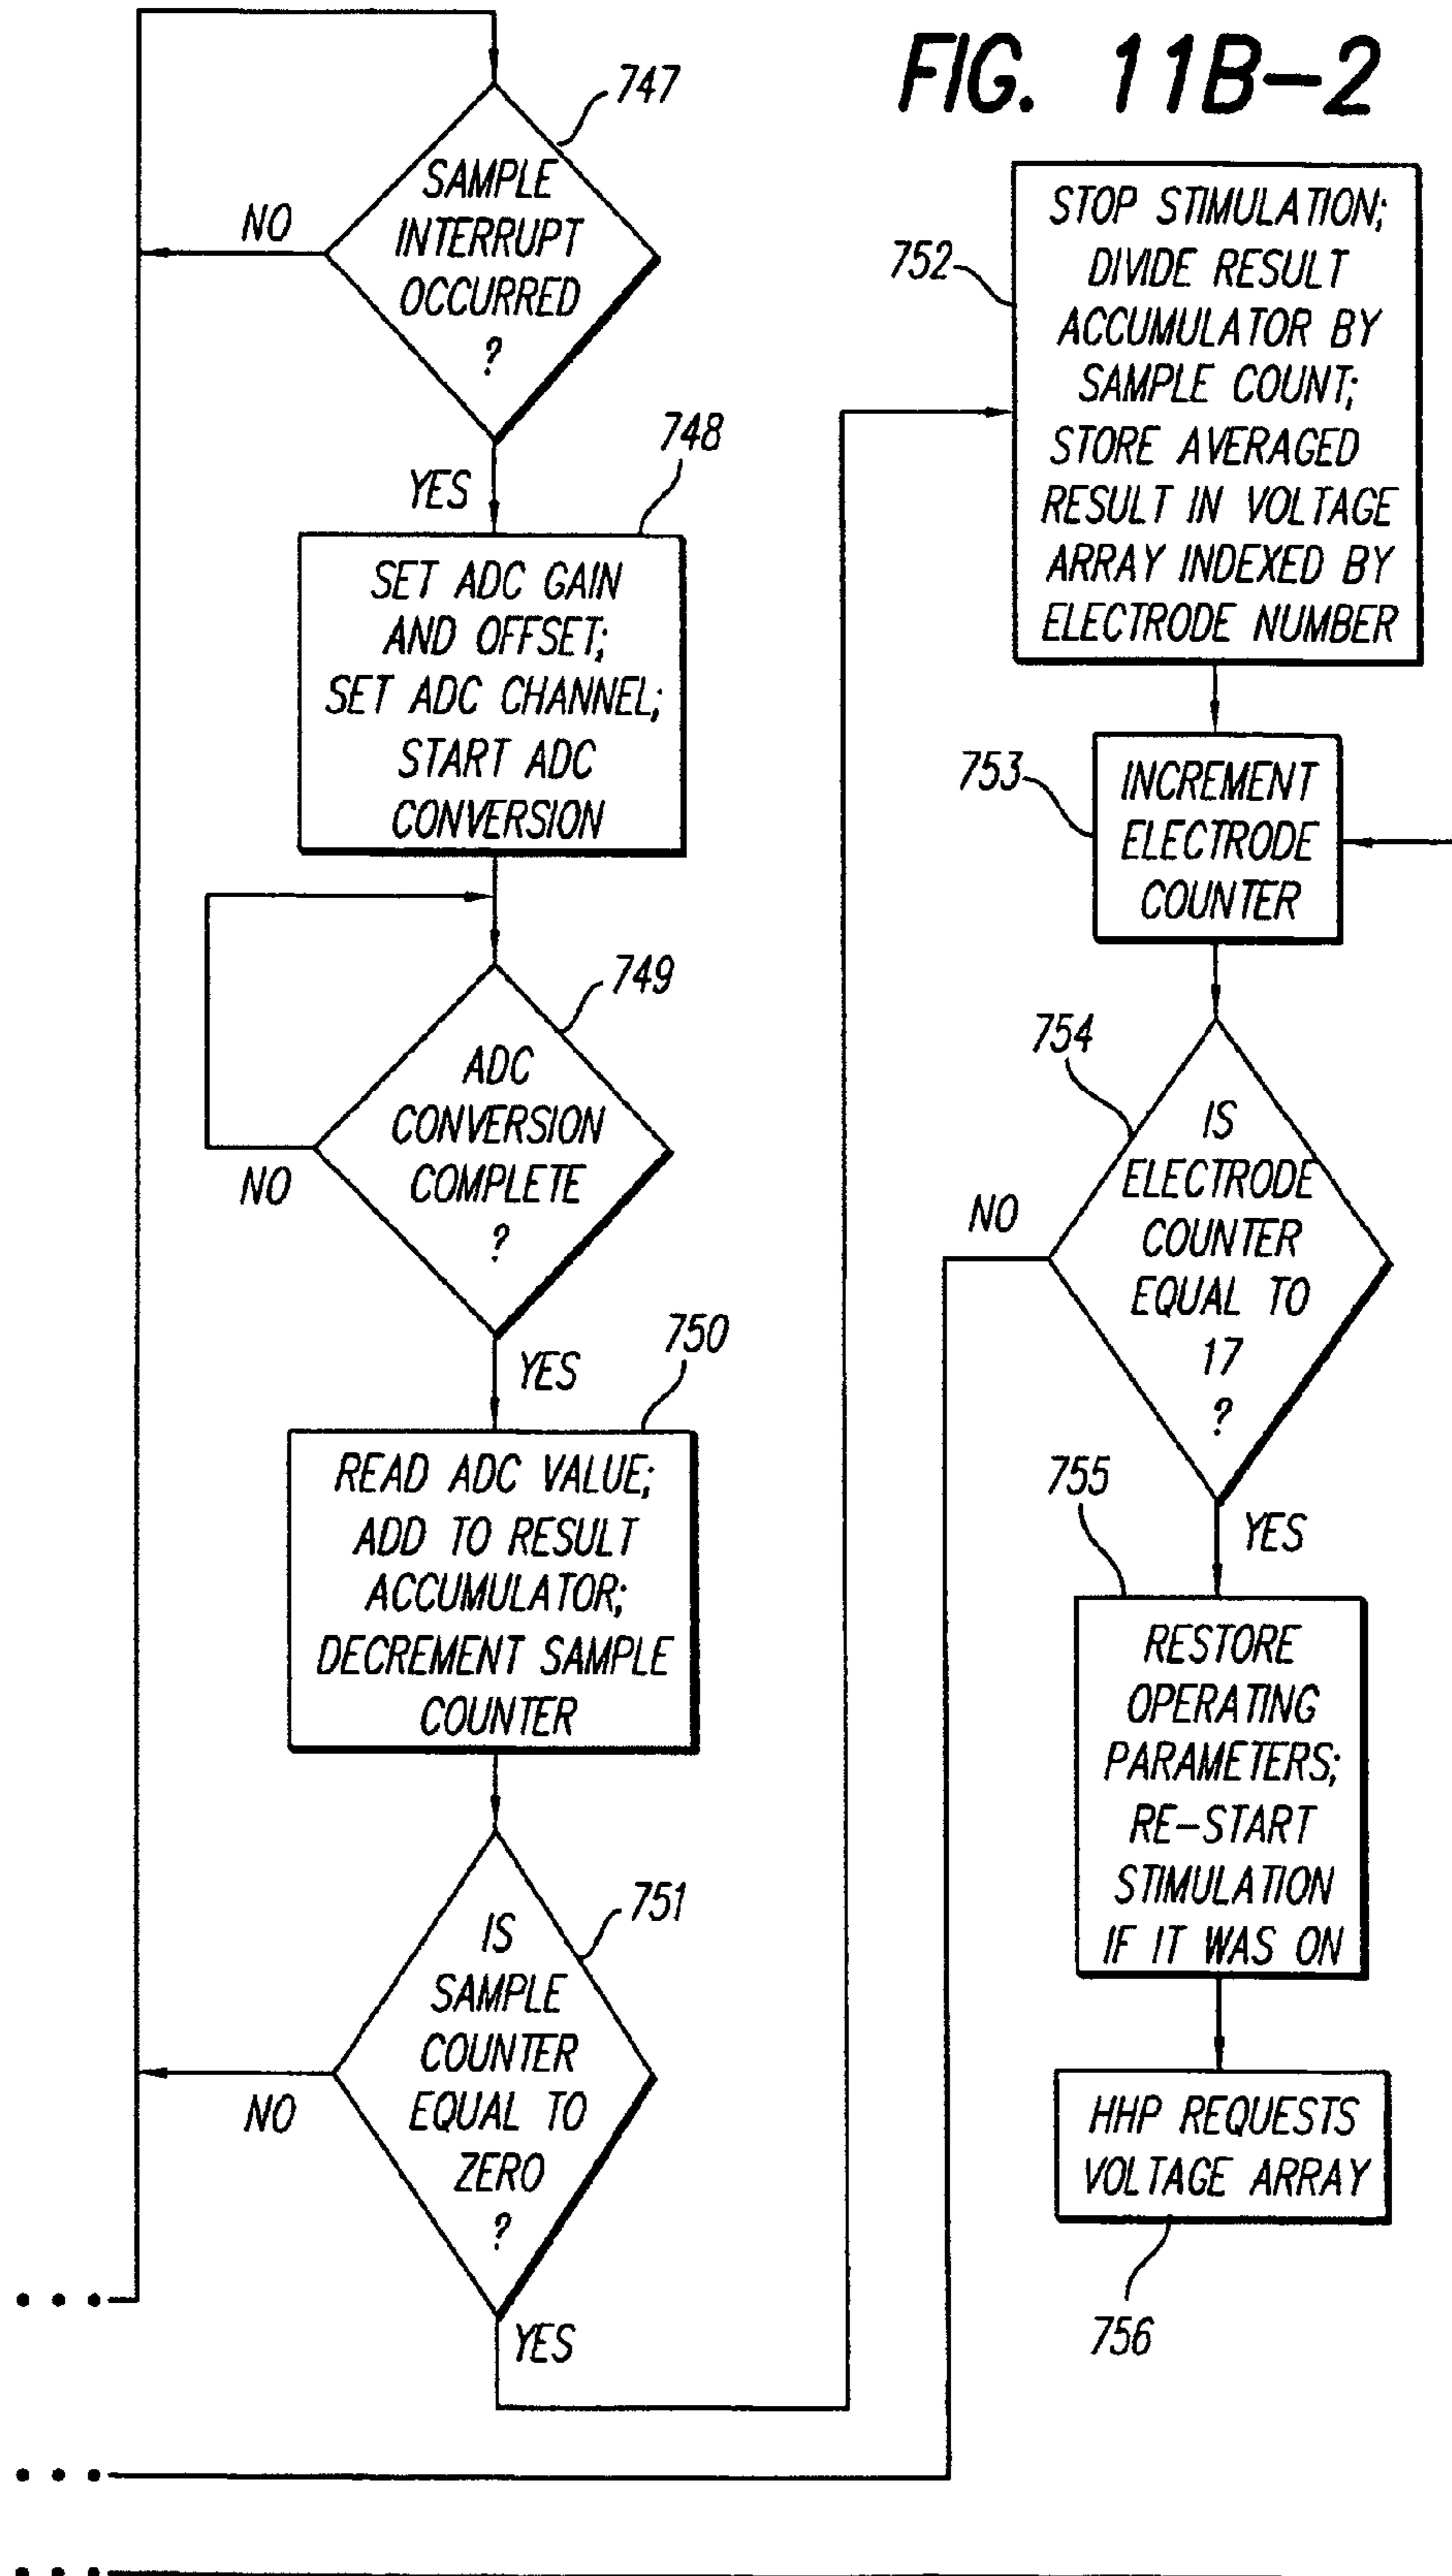 FIG. 11B-2
747
SAMPLE
INTERRUPT
OCCURRED
?
NO
YES
748
SET ADC GAIN
AND OFFSET;
SET ADC CHANNEL;
START ADC
CONVERSION
749
ADC
CONVERSION
COMPLETE
?
NO
YES
750
READ ADC VALUE;
ADD TO RESULT
ACCUMULATOR;
DECREMENT SAMPLE
COUNTER
751
IS
SAMPLE
COUNTER
EQUAL TO
ZERO
?
NO
YES
752
STOP STIMULATION;
DIVIDE RESULT
ACCUMULATOR BY
SAMPLE COUNT;
STORE AVERAGED
RESULT IN VOLTAGE
ARRAY INDEXED BY
ELECTRODE NUMBER
753
INCREMENT
ELECTRODE
COUNTER
754
IS
ELECTRODE
COUNTER
EQUAL TO
17
?
NO
YES
755
RESTORE
OPERATING
PARAMETERS;
RE-START
STIMULATION
IF IT WAS ON
HHP REQUESTS
VOLTAGE ARRAY
756